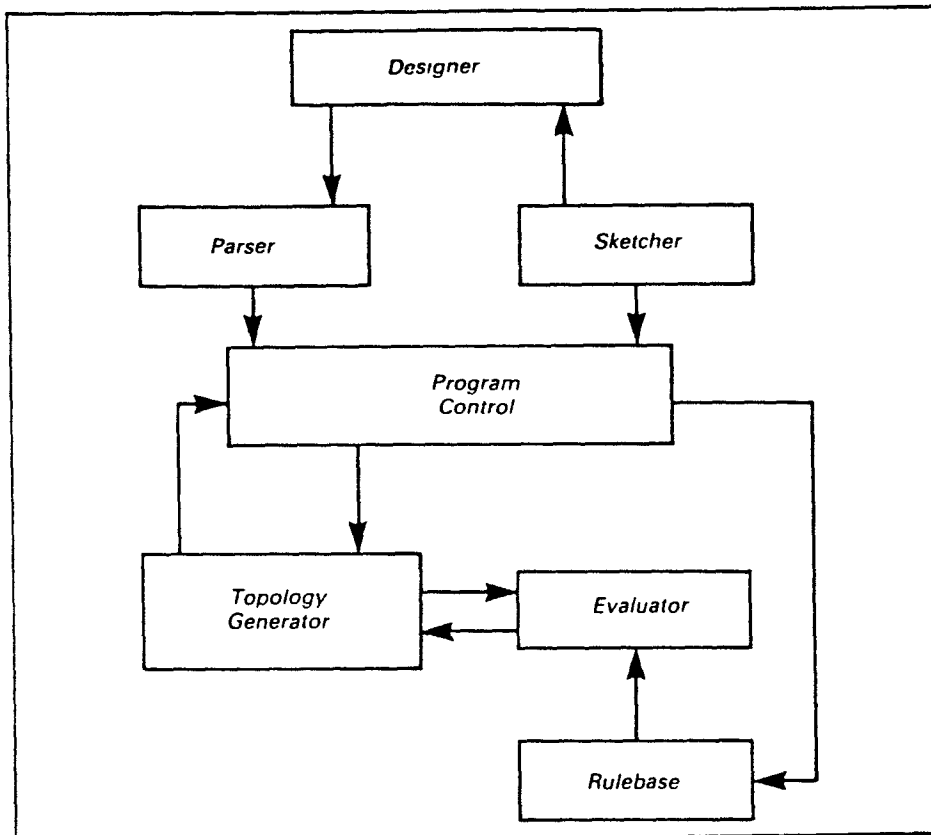 Designer
Parser
Sketcher
Program
Control
Topology
Generator
Evaluator
Rulebase